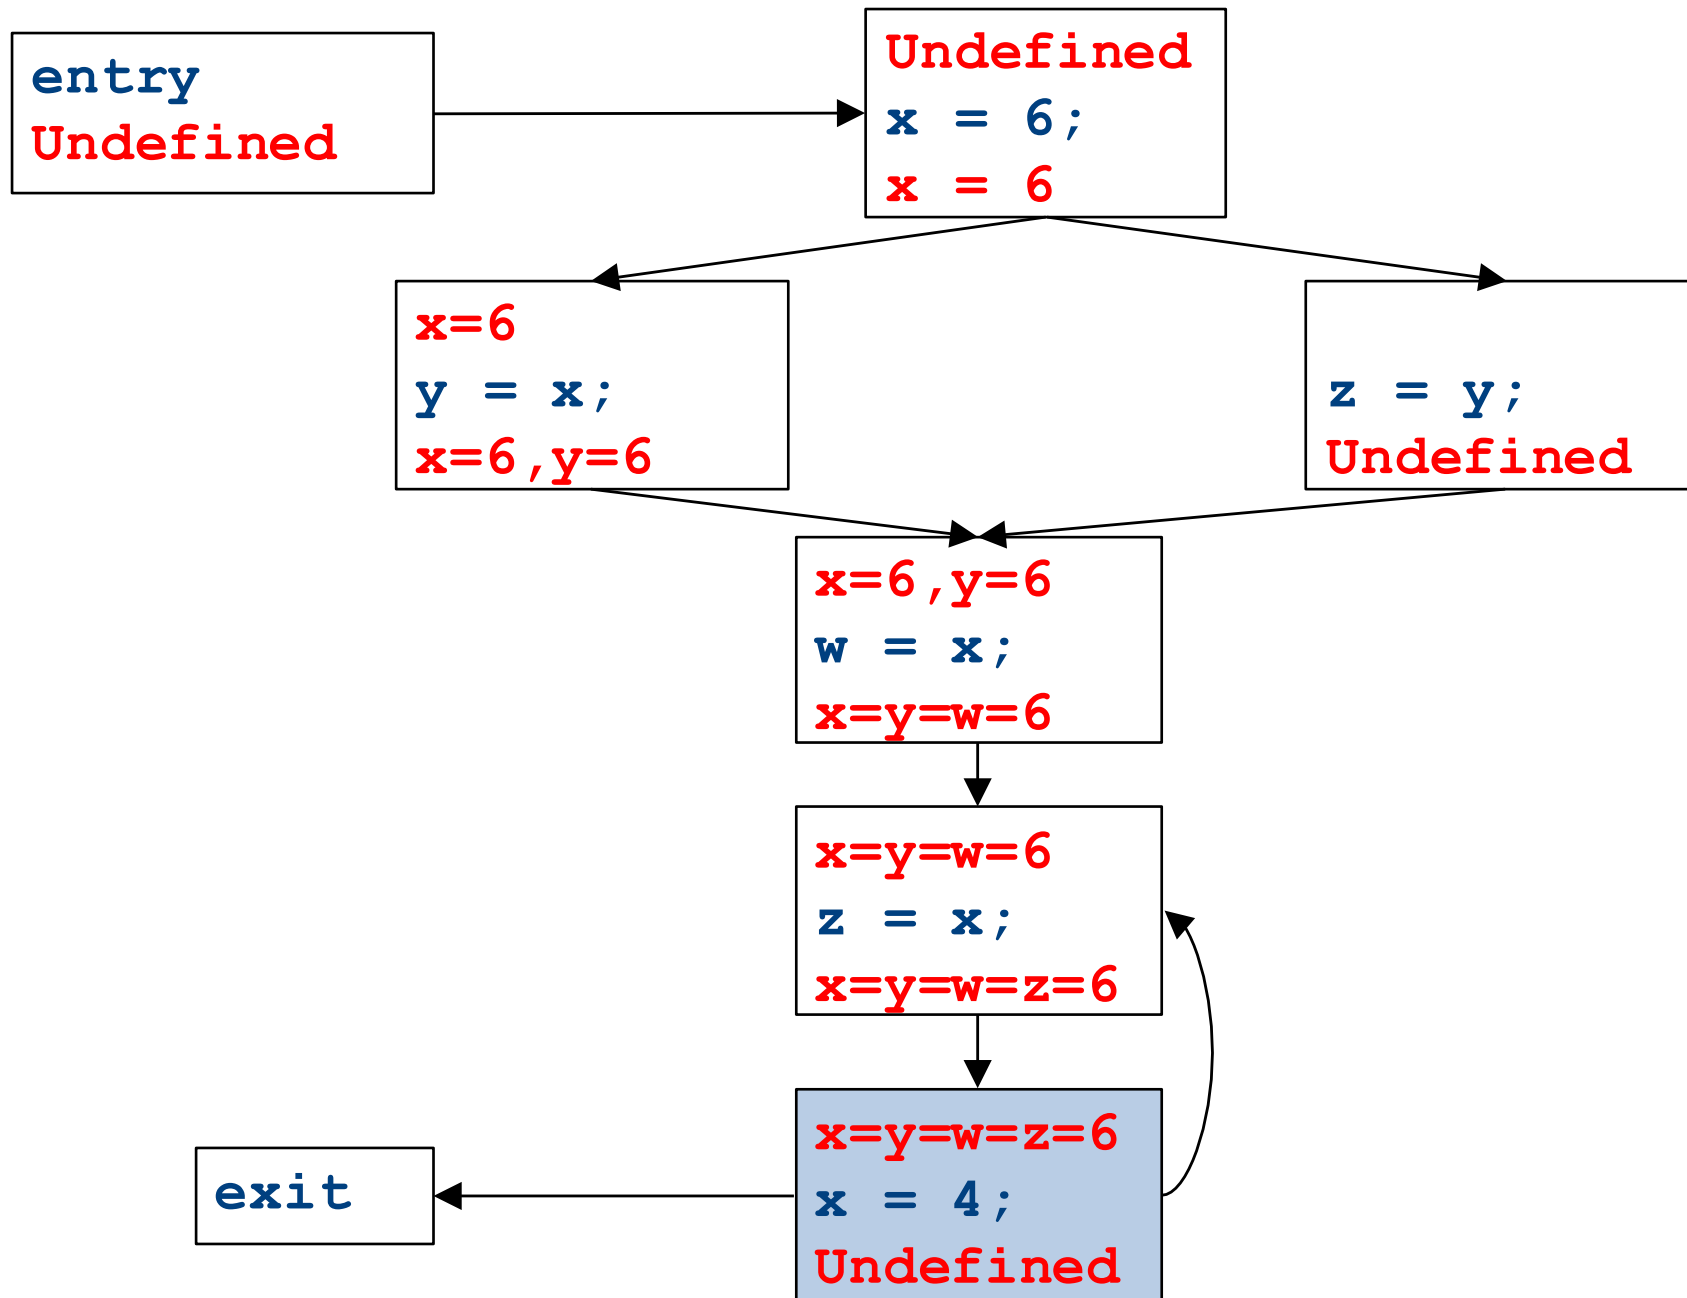 entry
Undefined
Undefined
x = 6;
x = 6
x=6
y = x;
x=6,y=6
z = y;
Undefined
x=6,y=6
w = x;
x=y=w=6
x=y=w=6
z = x;
x=y=w=z=6
x=y=w=z=6
x = 4;
Undefined
exit